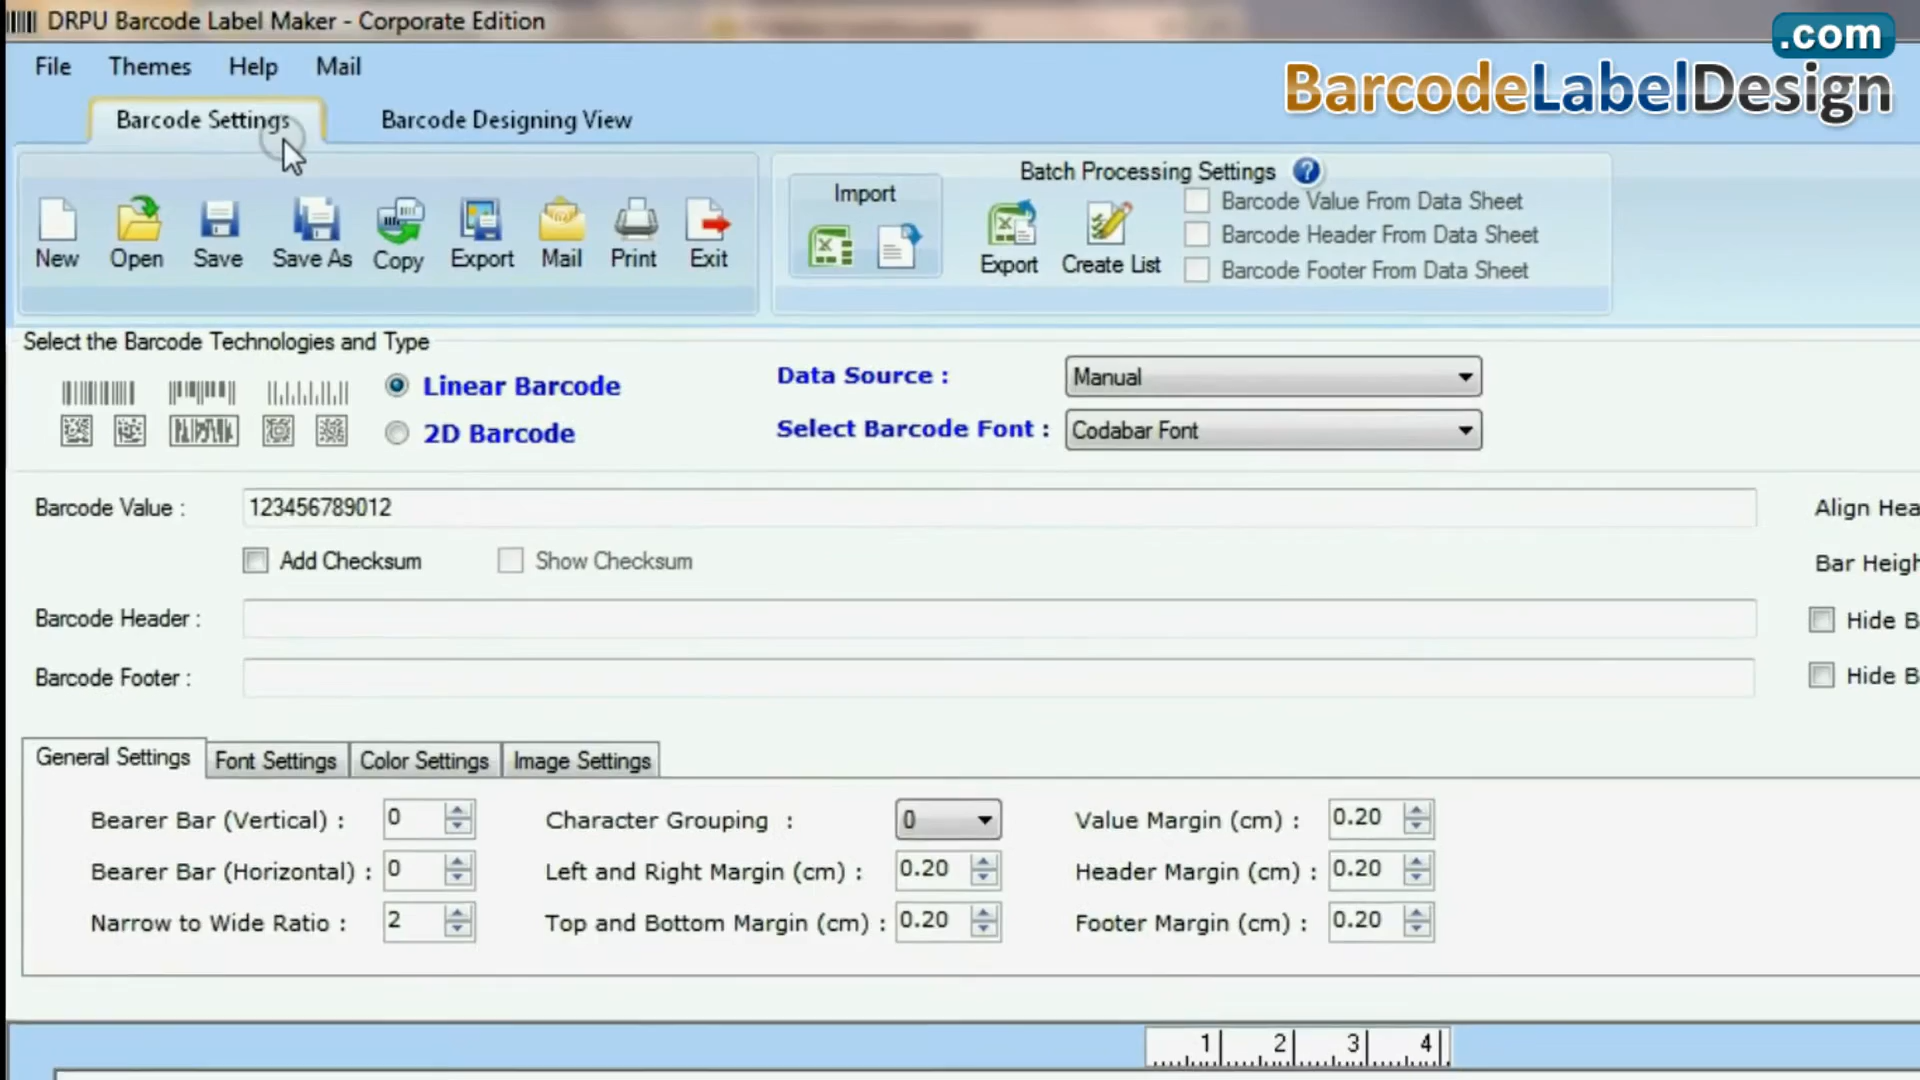 DRPU Barcode Label Maker - Corporate Edition
.com
BarcodeLabelDesign
File Themes Help Mail
Barcode Settings Barcode Designing View
New Open Save Save As Copy Export Mail Print Exit
Import
Batch Processing Settings ?
Export Create List
Barcode Value From Data Sheet
Barcode Header From Data Sheet
Barcode Footer From Data Sheet
Select the Barcode Technologies and Type
Linear Barcode
2D Barcode
Data Source : Manual
Select Barcode Font : Codabar Font
Barcode Value : 123456789012
Align Hea
Add Checksum Show Checksum
Bar Heigh
Barcode Header :
Hide B
Barcode Footer :
Hide B
General Settings Font Settings Color Settings Image Settings
Bearer Bar (Vertical) : 0 Character Grouping : 0 Value Margin (cm) : 0.20
Bearer Bar (Horizontal) : 0 Left and Right Margin (cm) : 0.20 Header Margin (cm) : 0.20
Narrow to Wide Ratio : 2 Top and Bottom Margin (cm) : 0.20 Footer Margin (cm) : 0.20
1 2 3 4